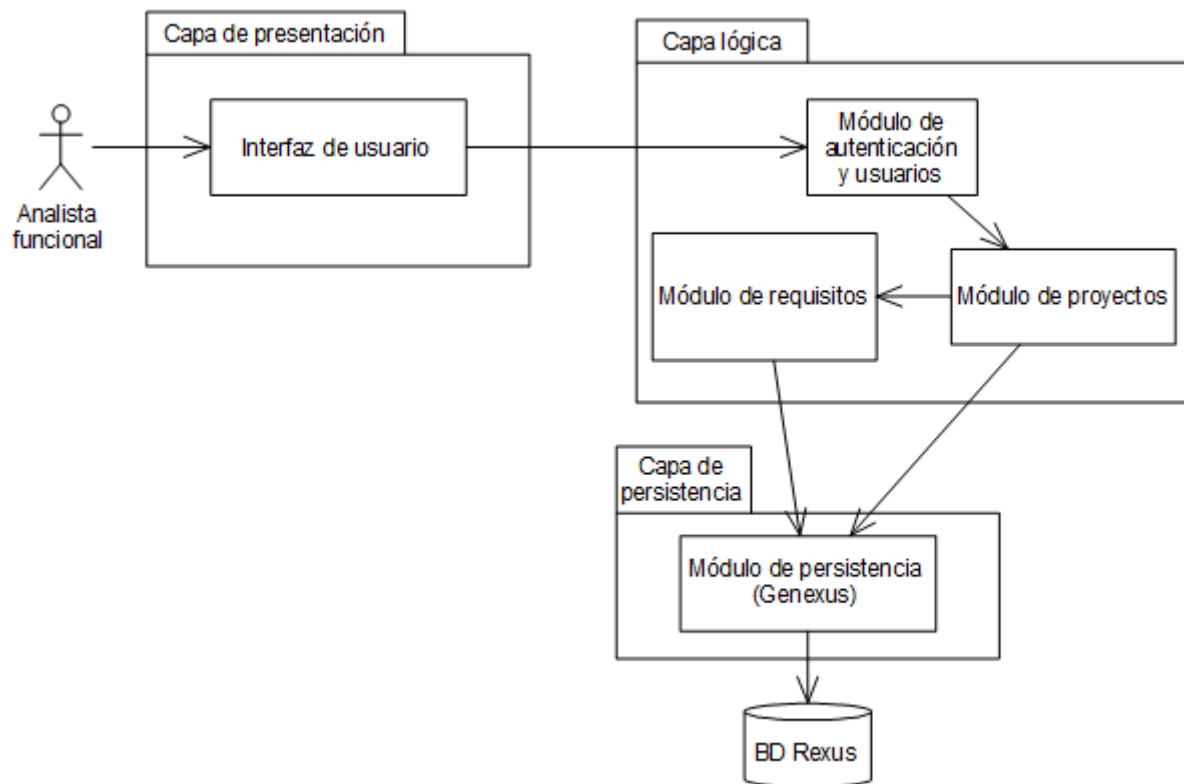 Capa de presentación
Capa lógica
Interfaz de usuario
Módulo de
autenticación
y usuarios
Analista
funcional
Módulo de requisitos
Módulo de proyectos
Capa de
persistencia
Módulo de persistencia
(Genexus)
BD Rexus